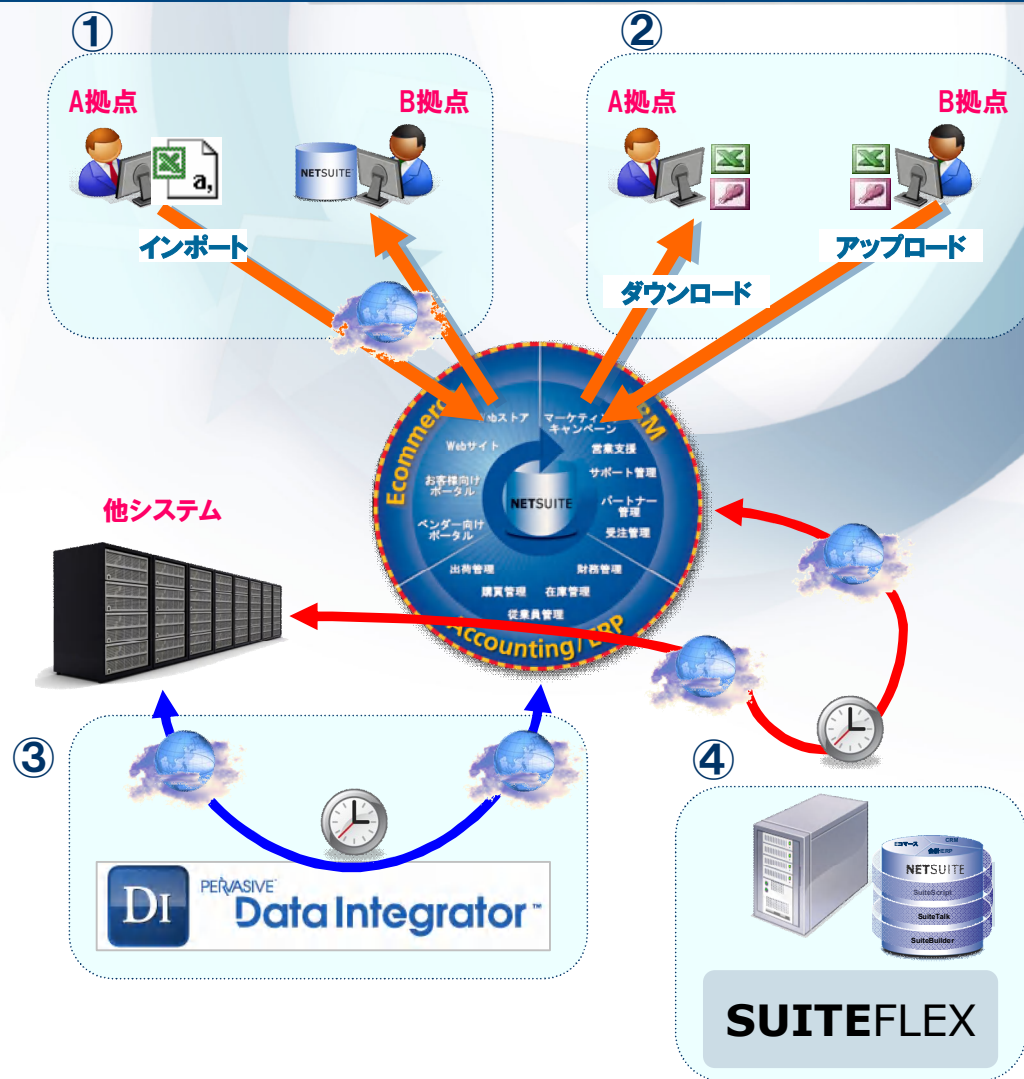 ①
②
A拠点
B拠点
A拠点
B拠点
a,
NETSUITE
インポート
アップロード
ダウンロード
Webストア
マーケティング
キャンペーン
Webサイト
営業支援
お客様向け
ポータル
サポート管理
NETSUITE
パートナー
管理
ベンダー向け
ポータル
受注管理
出荷管理
財務管理
購買管理
在庫管理
従業員管理
Accounting/ERP
他システム
③
④
DI
PERVASIVE
Data Integrator™
CRM
NETSUITE
SuiteScript
SuiteTalk
SuiteBuilder
SUITEFLEX